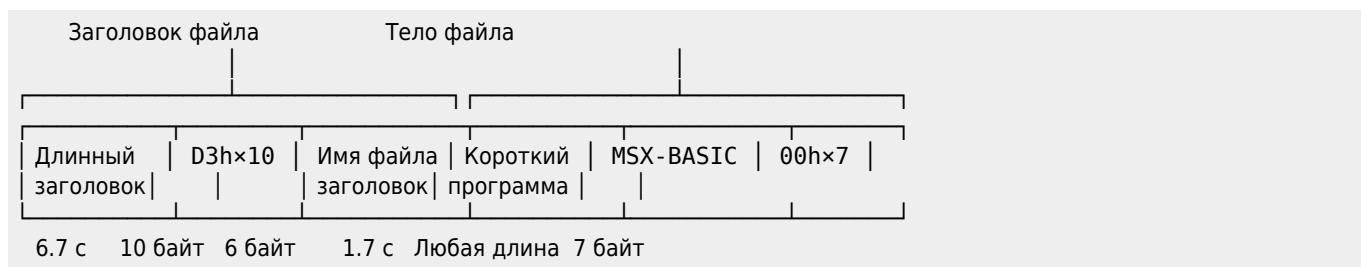 Заголовок файла Тело файла
Длинный │ D3h×10 │ Имя файла │ Короткий │ MSX-BASIC │ 00h×7 │
заголовок│ │ │ заголовок│ программа │ │
6.7 с 10 байт 6 байт 1.7 с Любая длина 7 байт